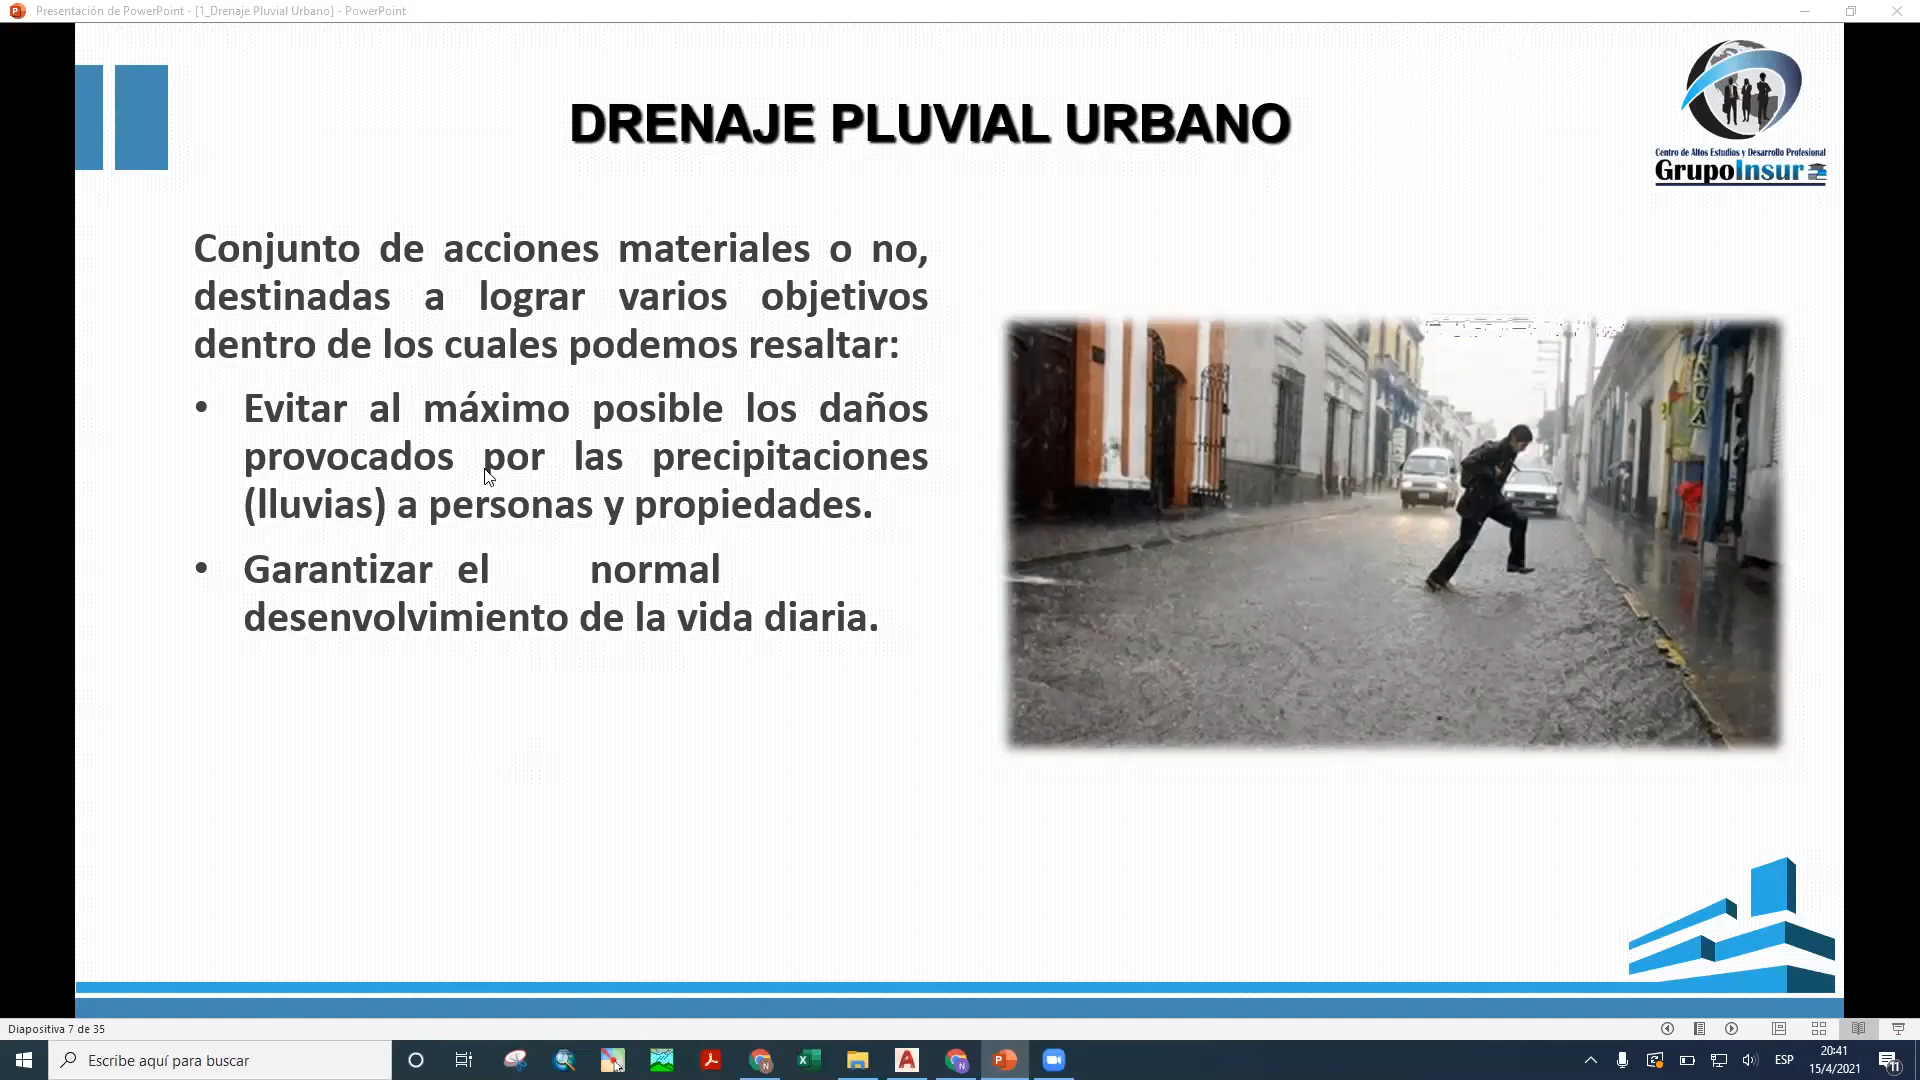 Presentación de PowerPoint - [1_Drenaje Pluvial Urbano] - PowerPoint
DRENAJE PLUVIAL URBANO
Centro de Altos Estudios y Desarrollo Profesional
GrupoInsur
Conjunto de acciones materiales o no,
destinadas a lograr varios objetivos
dentro de los cuales podemos resaltar:
• Evitar al máximo posible los daños
provocados por las precipitaciones
(lluvias) a personas y propiedades.
• Garantizar el normal
desenvolvimiento de la vida diaria.
Diapositiva 7 de 35
Escribe aquí para buscar
ESP
20:41
15/4/2021
11